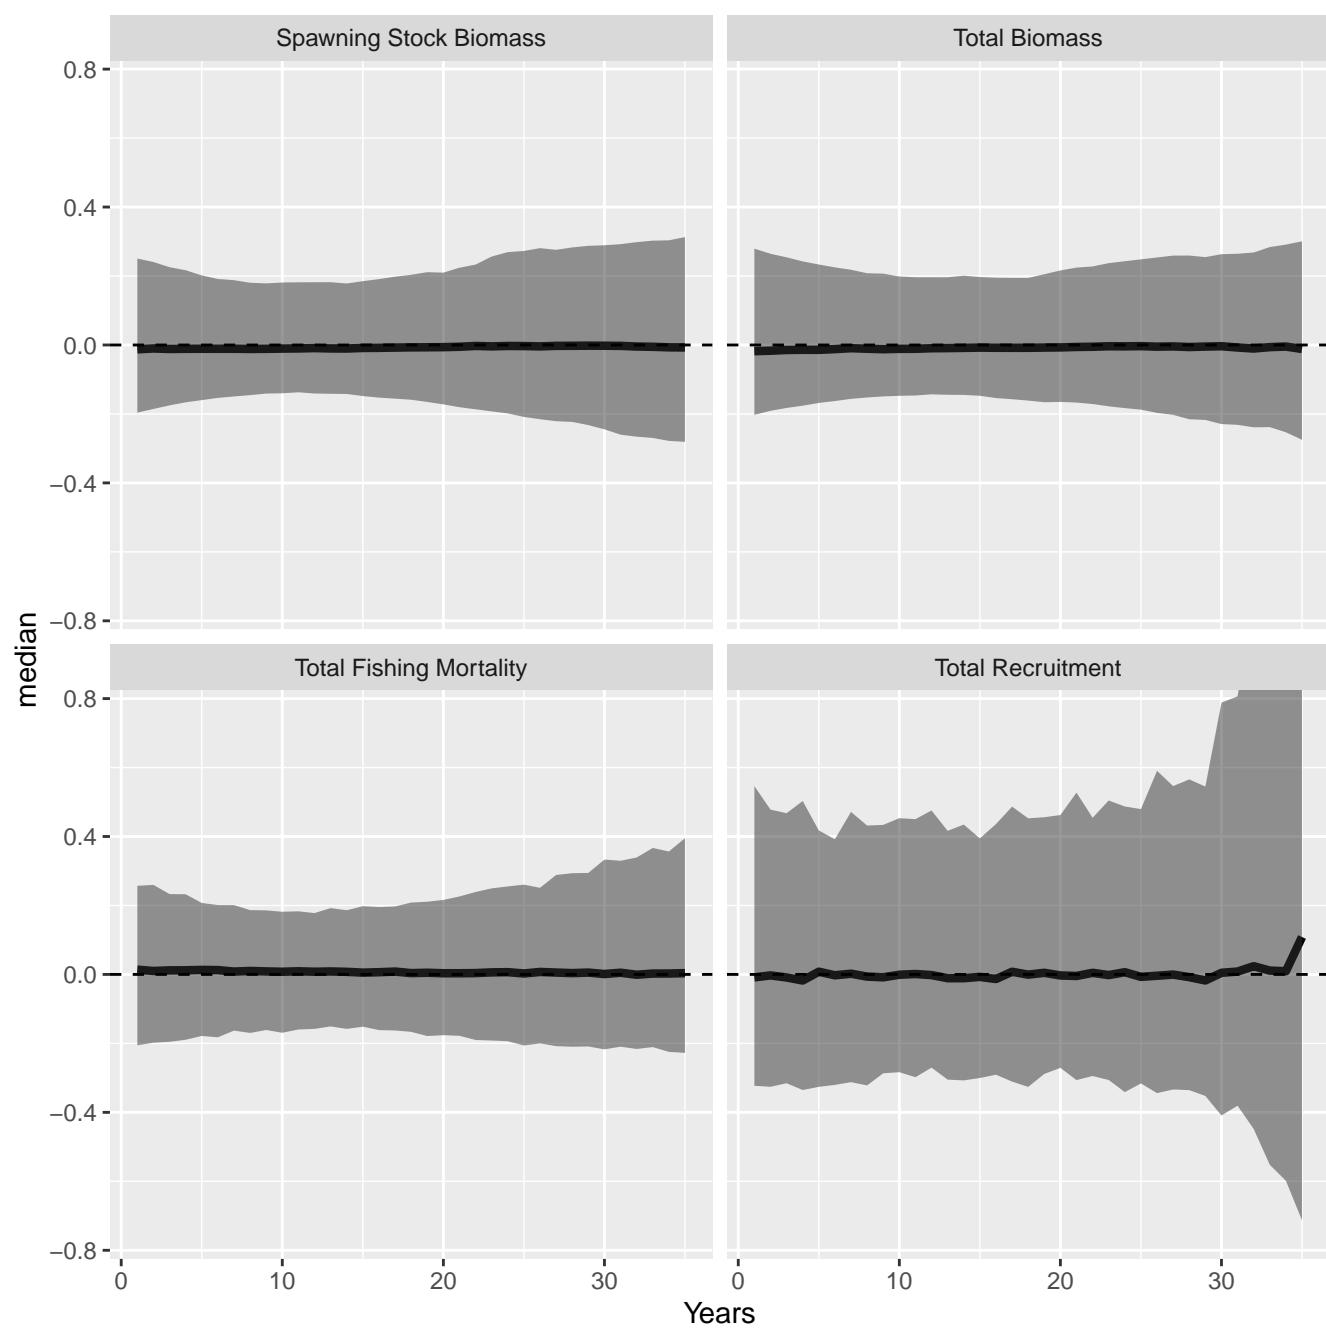 Spawning Stock Biomass
Total Biomass
0.8
0.4
0.0
−0.4
−0.8
Total Fishing Mortality
Total Recruitment
0.8
0.4
0.0
−0.4
−0.8
0 10 20 30
0 10 20 30
Years
median